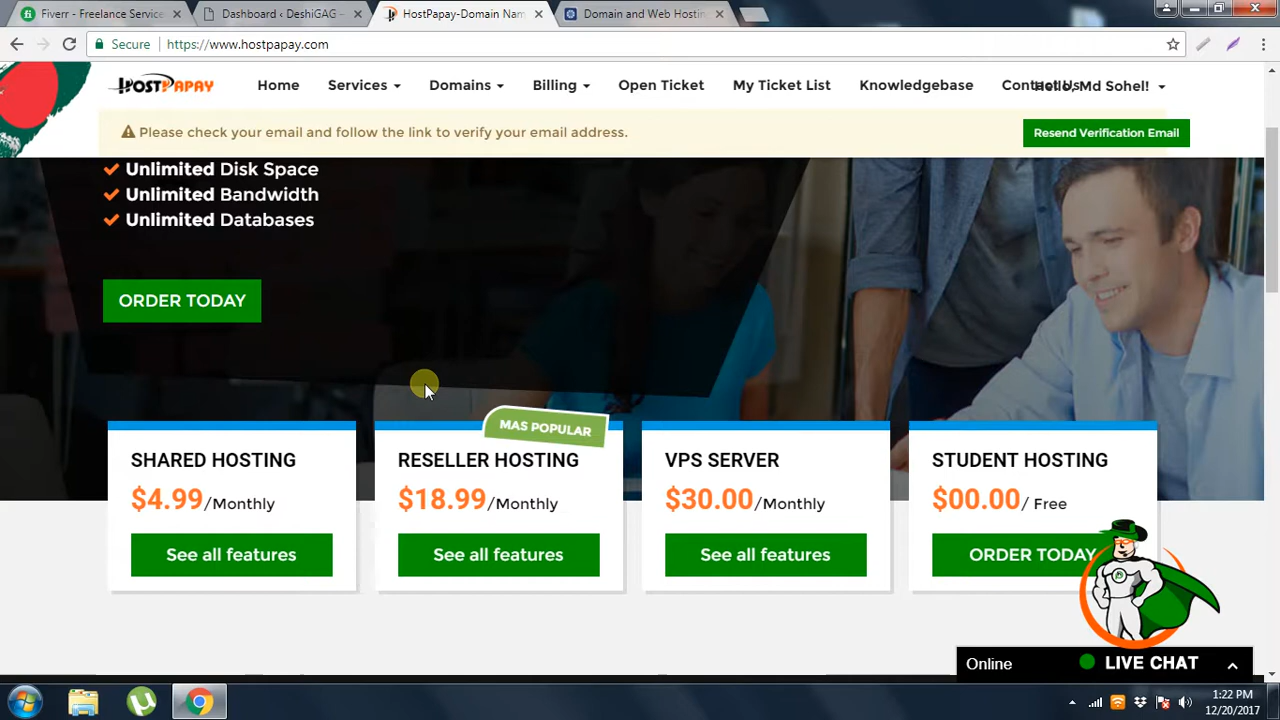 Fiverr - Freelance Service
Dashboard ‹ DeshiGAG —
HostPapay-Domain Nam
Domain and Web Hostin
Secure
https://www.hostpapay.com
HOSTPAPAY
Home
Services
Domains
Billing
Open Ticket
My Ticket List
Knowledgebase
Contact Us
Hello, Md Sohel!
Please check your email and follow the link to verify your email address.
Resend Verification Email
Unlimited Disk Space
Unlimited Bandwidth
Unlimited Databases
ORDER TODAY
MAS POPULAR
SHARED HOSTING
$4.99/Monthly
See all features
RESELLER HOSTING
$18.99/Monthly
See all features
VPS SERVER
$30.00/Monthly
See all features
STUDENT HOSTING
$00.00/ Free
ORDER TODAY
Online
LIVE CHAT
1:22 PM
12/20/2017